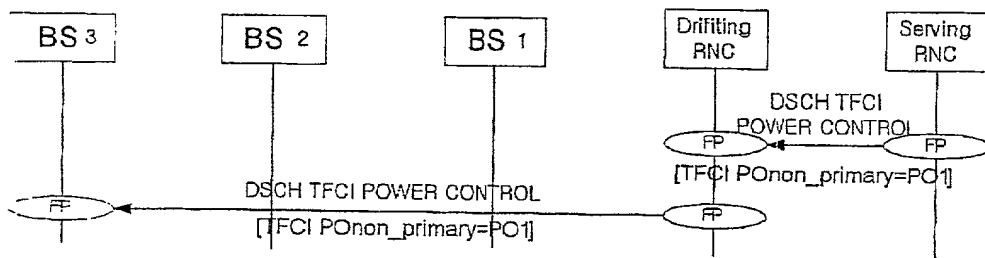 BS 3
BS 2
BS 1
Drifiting
RNC
Serving
RNC
DSCH TFCI
POWER CONTROL
FP
FP
[TFCI POnon_primary=PO1]
DSCH TFCI POWER CONTROL
FP
FP
[TFCI POnon_primary=PO1]